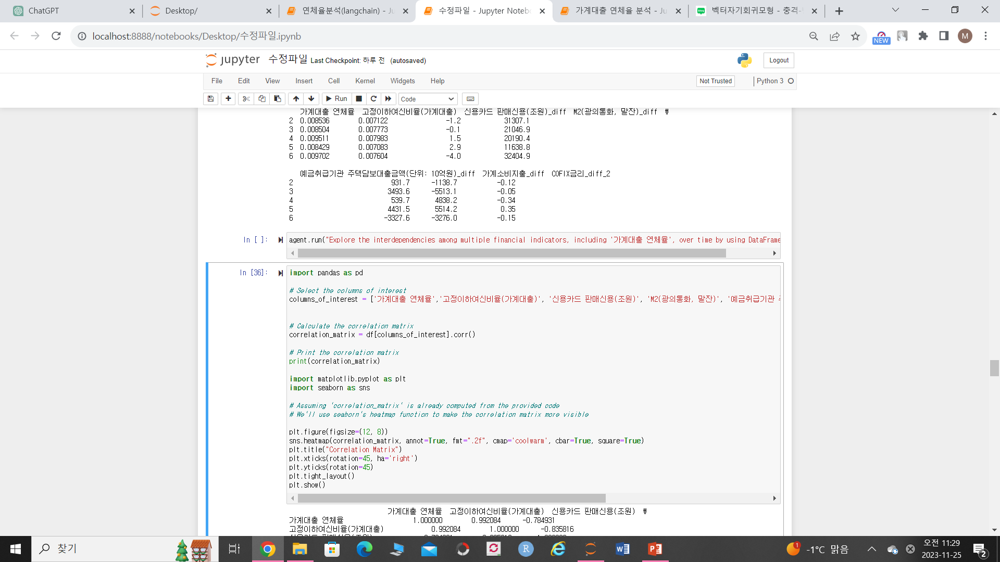 ChatGPT
Desktop/
연체율분석(langchain) - Ju
수정파일 - Jupyter Notebo
가계대출 연체율 분석 - Ju
벡터자기회귀모형 - 충격-
localhost:8888/notebooks/Desktop/수정파일.ipynb
NEW
M
jupyter 수정파일 Last Checkpoint: 하루 전 (autosaved)
Logout
File Edit View Insert Cell Kernel Widgets Help
Not Trusted
Python 3
Run
Code
가계대출 연체율 고정이하여신비율(가계대출) 신용카드 판매신용(조원)_diff M2(광의통화, 말잔)_diff ₩
2 0.008536 0.007122 -1.2 31307.1
3 0.008504 0.007773 -0.1 21046.9
4 0.009511 0.007983 1.5 20190.4
5 0.008429 0.007083 2.9 11638.8
6 0.009702 0.007604 -4.0 32404.9
예금취급기관 주택담보대출금액(단위: 10억원)_diff 가계소비지출_diff COFIX금리_diff_2
2 931.7 -1138.7 -0.12
3 3493.6 -5513.1 -0.05
4 539.7 4838.2 -0.34
5 4431.5 5514.2 0.35
6 -3327.6 -3276.0 -0.15
In [ ]:
agent.run("Explore the interdependencies among multiple financial indicators, including '가계대출 연체율', over time by using DataFrame
In [36]:
import pandas as pd
# Select the columns of interest
columns_of_interest = ['가계대출 연체율','고정이하여신비율(가계대출)', '신용카드 판매신용(조원)', 'M2(광의통화, 말잔)', '예금취급기관
# Calculate the correlation matrix
correlation_matrix = df[columns_of_interest].corr()
# Print the correlation matrix
print(correlation_matrix)
import matplotlib.pyplot as plt
import seaborn as sns
# Assuming 'correlation_matrix' is already computed from the provided code
# We'll use seaborn's heatmap function to make the correlation matrix more visible
plt.figure(figsize=(12, 8))
sns.heatmap(correlation_matrix, annot=True, fmt=".2f", cmap='coolwarm', cbar=True, square=True)
plt.title("Correlation Matrix")
plt.xticks(rotation=45, ha='right')
plt.yticks(rotation=45)
plt.tight_layout()
plt.show()
가계대출 연체율 고정이하여신비율(가계대출) 신용카드 판매신용(조원) ₩
가계대출 연체율 1.000000 0.992084 -0.784931
고정이하여신비율(가계대출) 0.992084 1.000000 -0.835816
찾기
-1°C 맑음
오전 11:29
2023-11-25
1
2